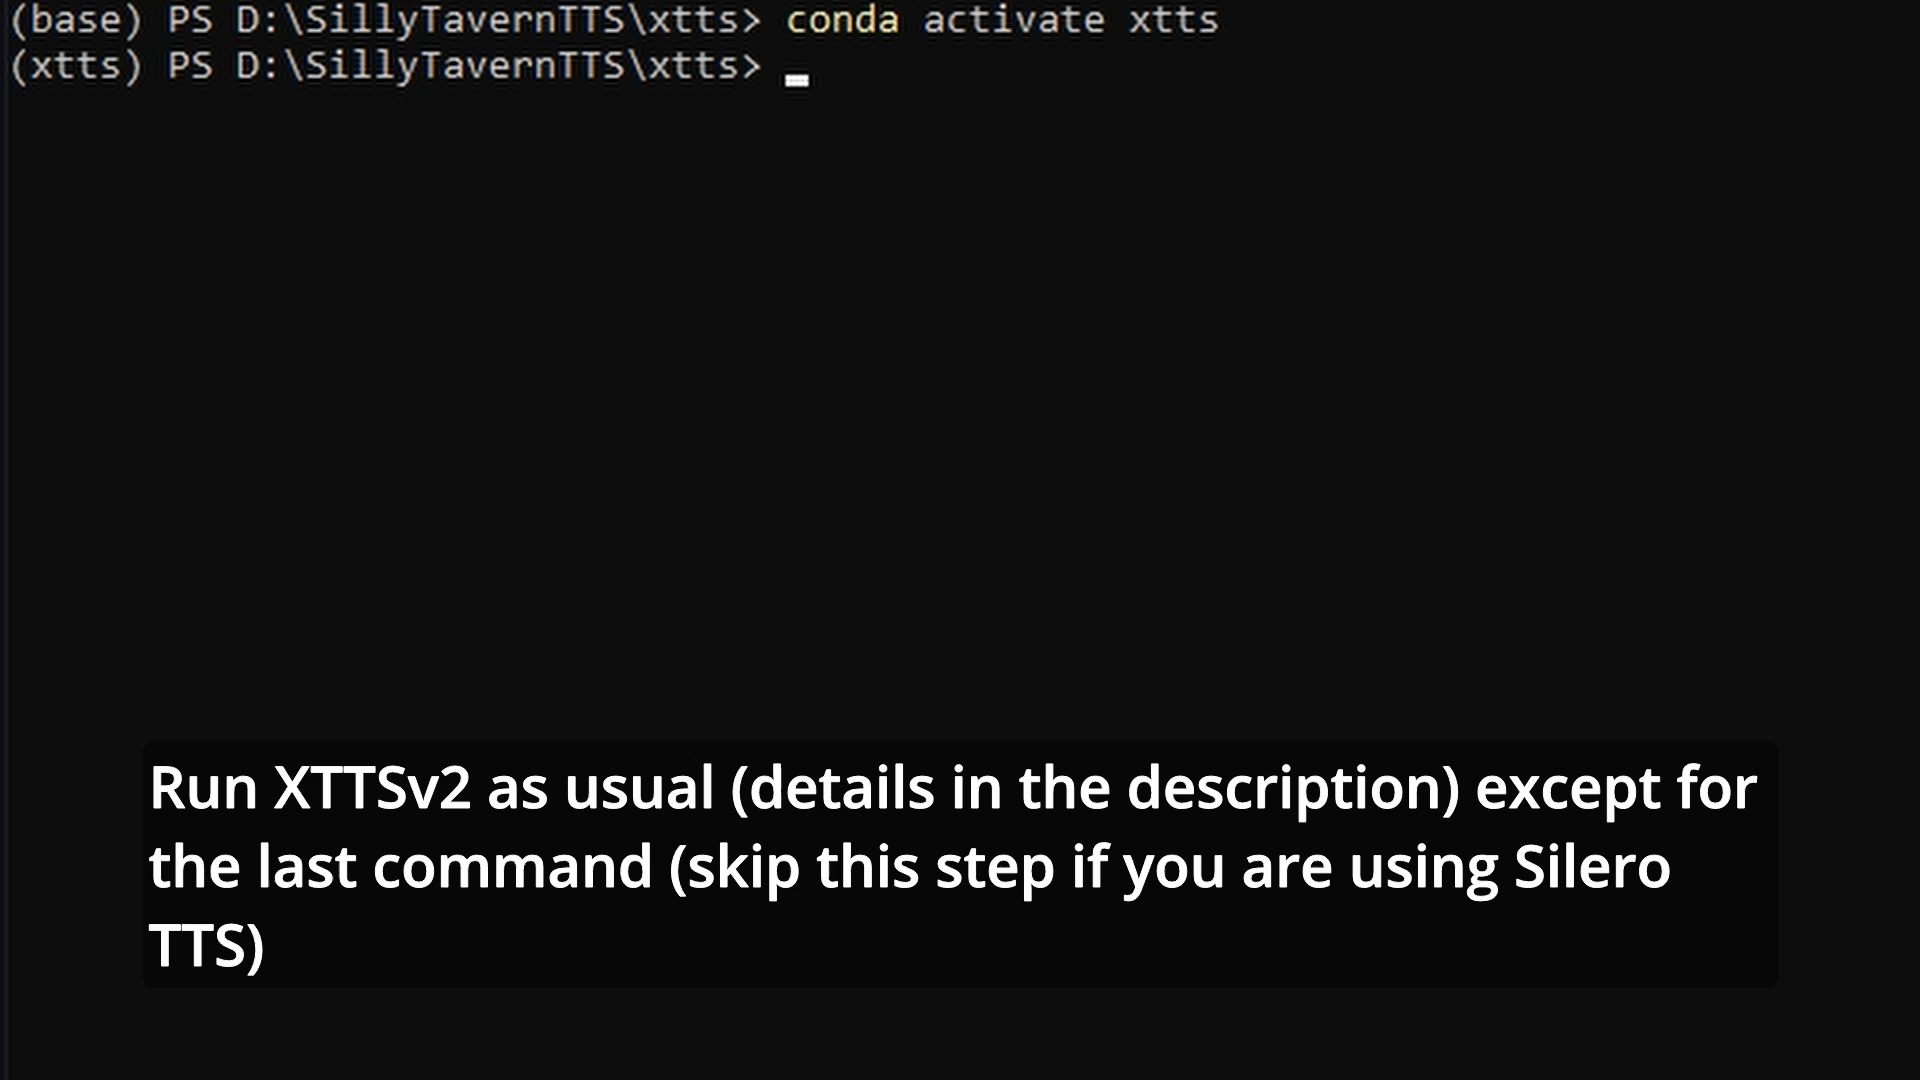 (base) PS D:\SillyTavernTTS\xtts> conda activate xtts
(xtts) PS D:\SillyTavernTTS\xtts>
Run XTTSv2 as usual (details in the description) except for
the last command (skip this step if you are using Silero
TTS)